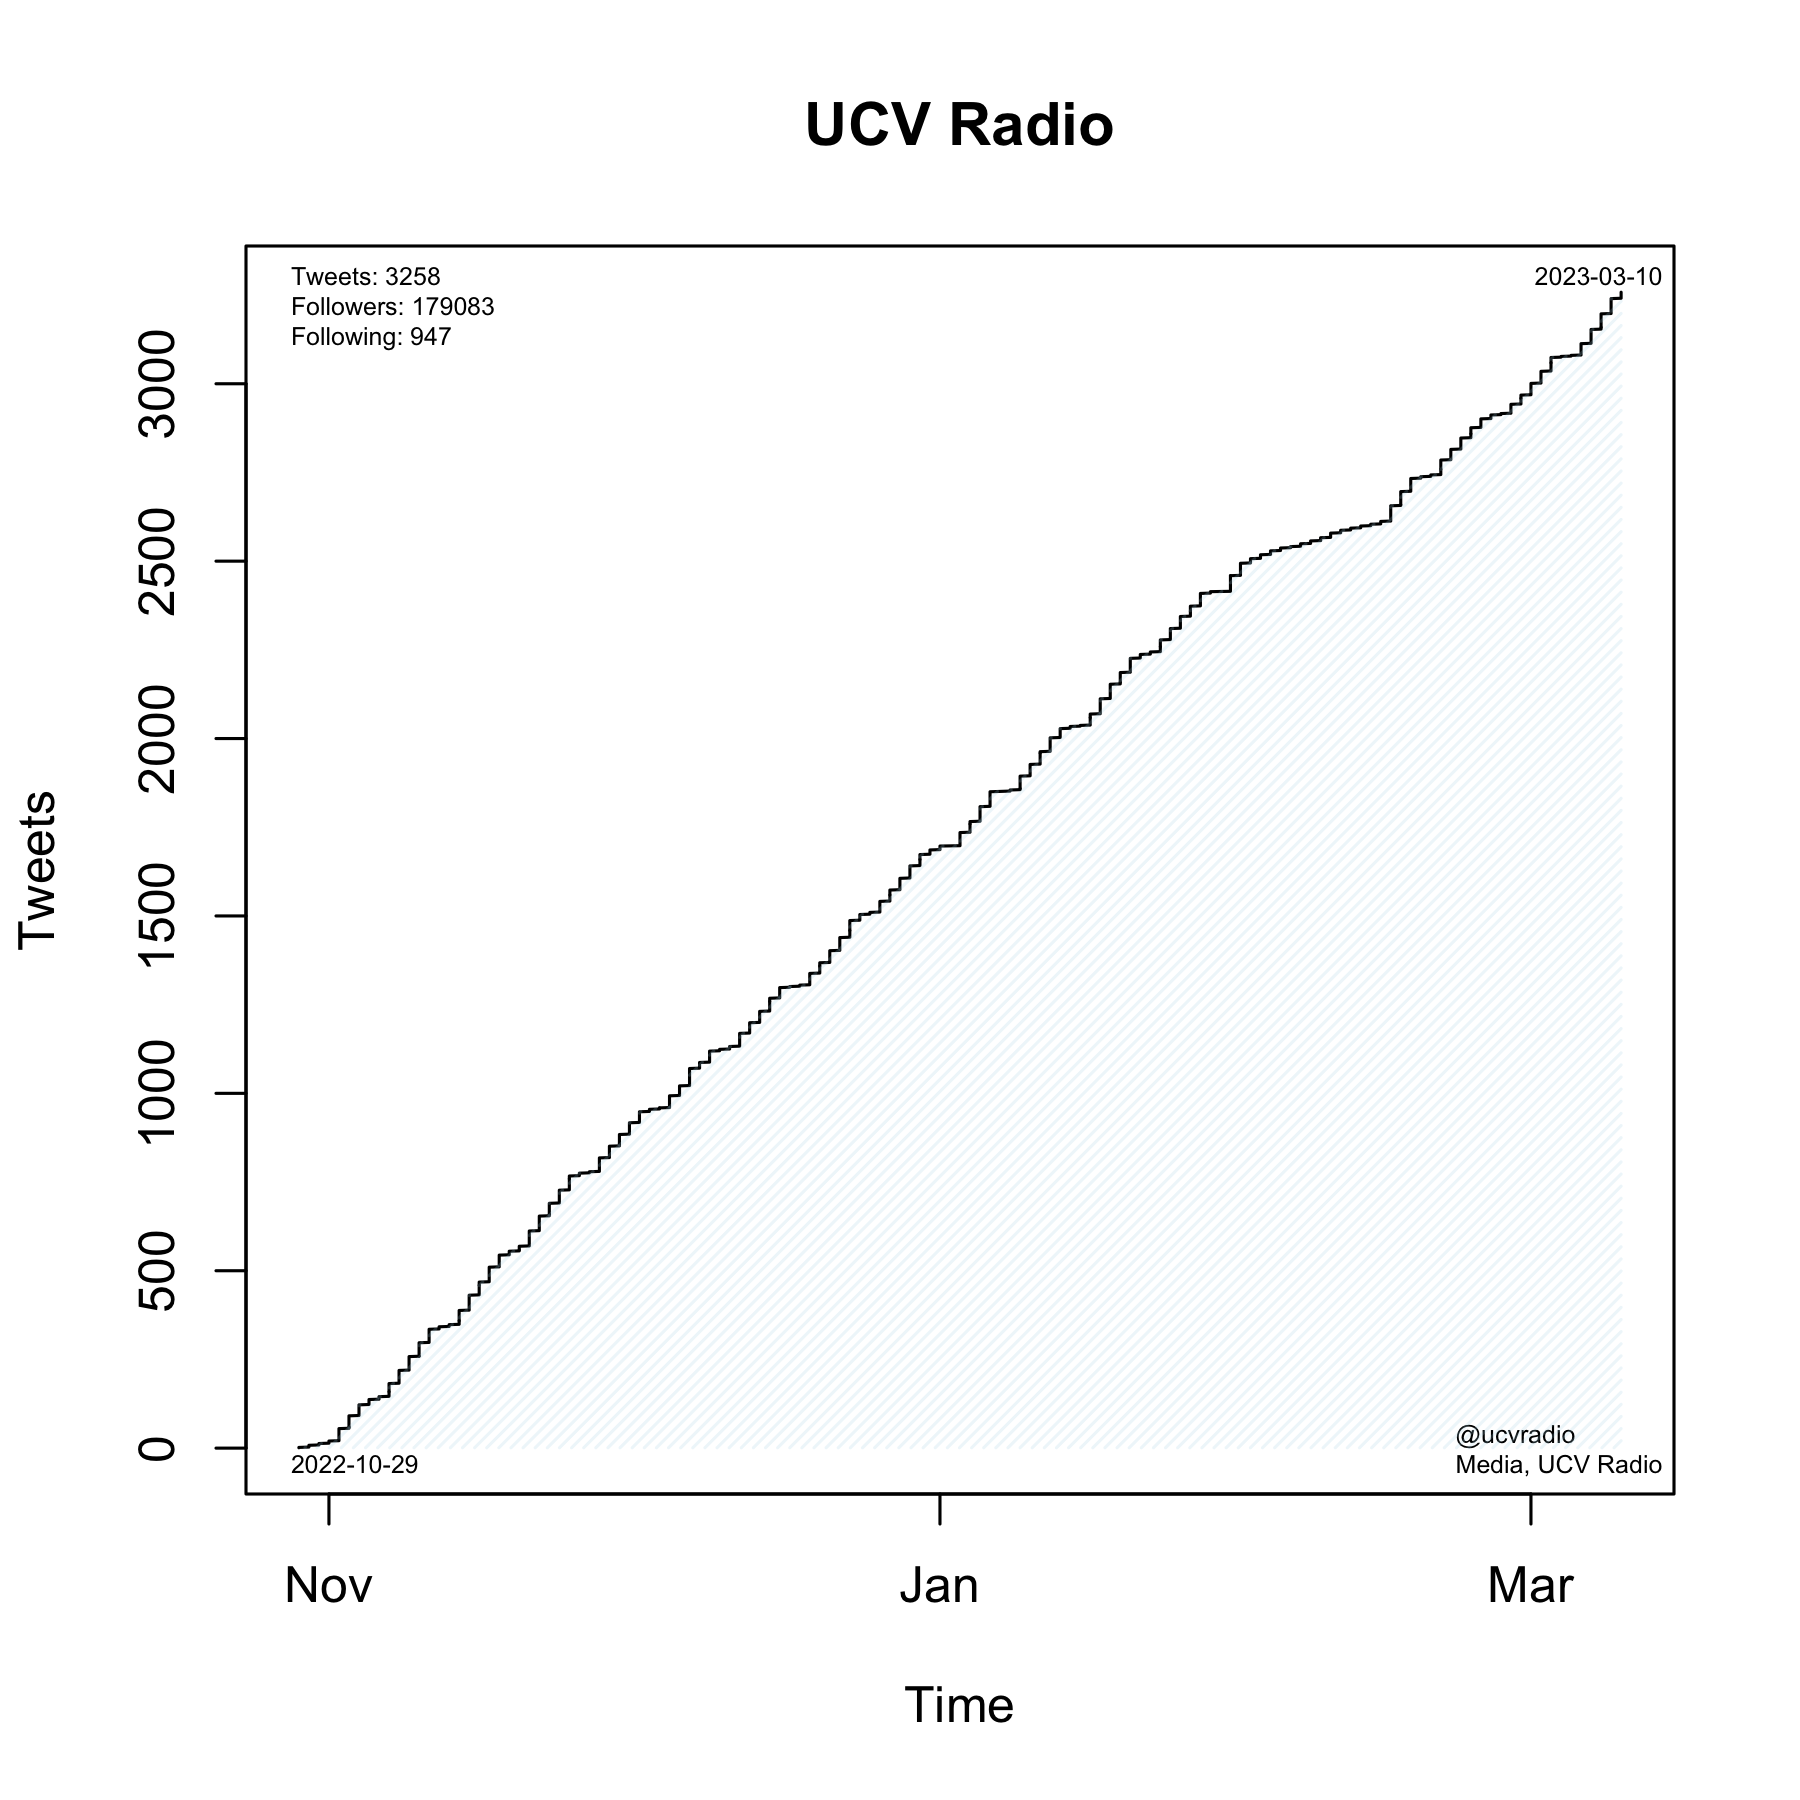 UCV Radio
Tweets: 3258
Followers: 179083
Following: 947
2023-03-10
3000
2500
2000
1500
1000
500
0
Tweets
@ucvradio
Media, UCV Radio
2022-10-29
Nov
Jan
Mar
Time